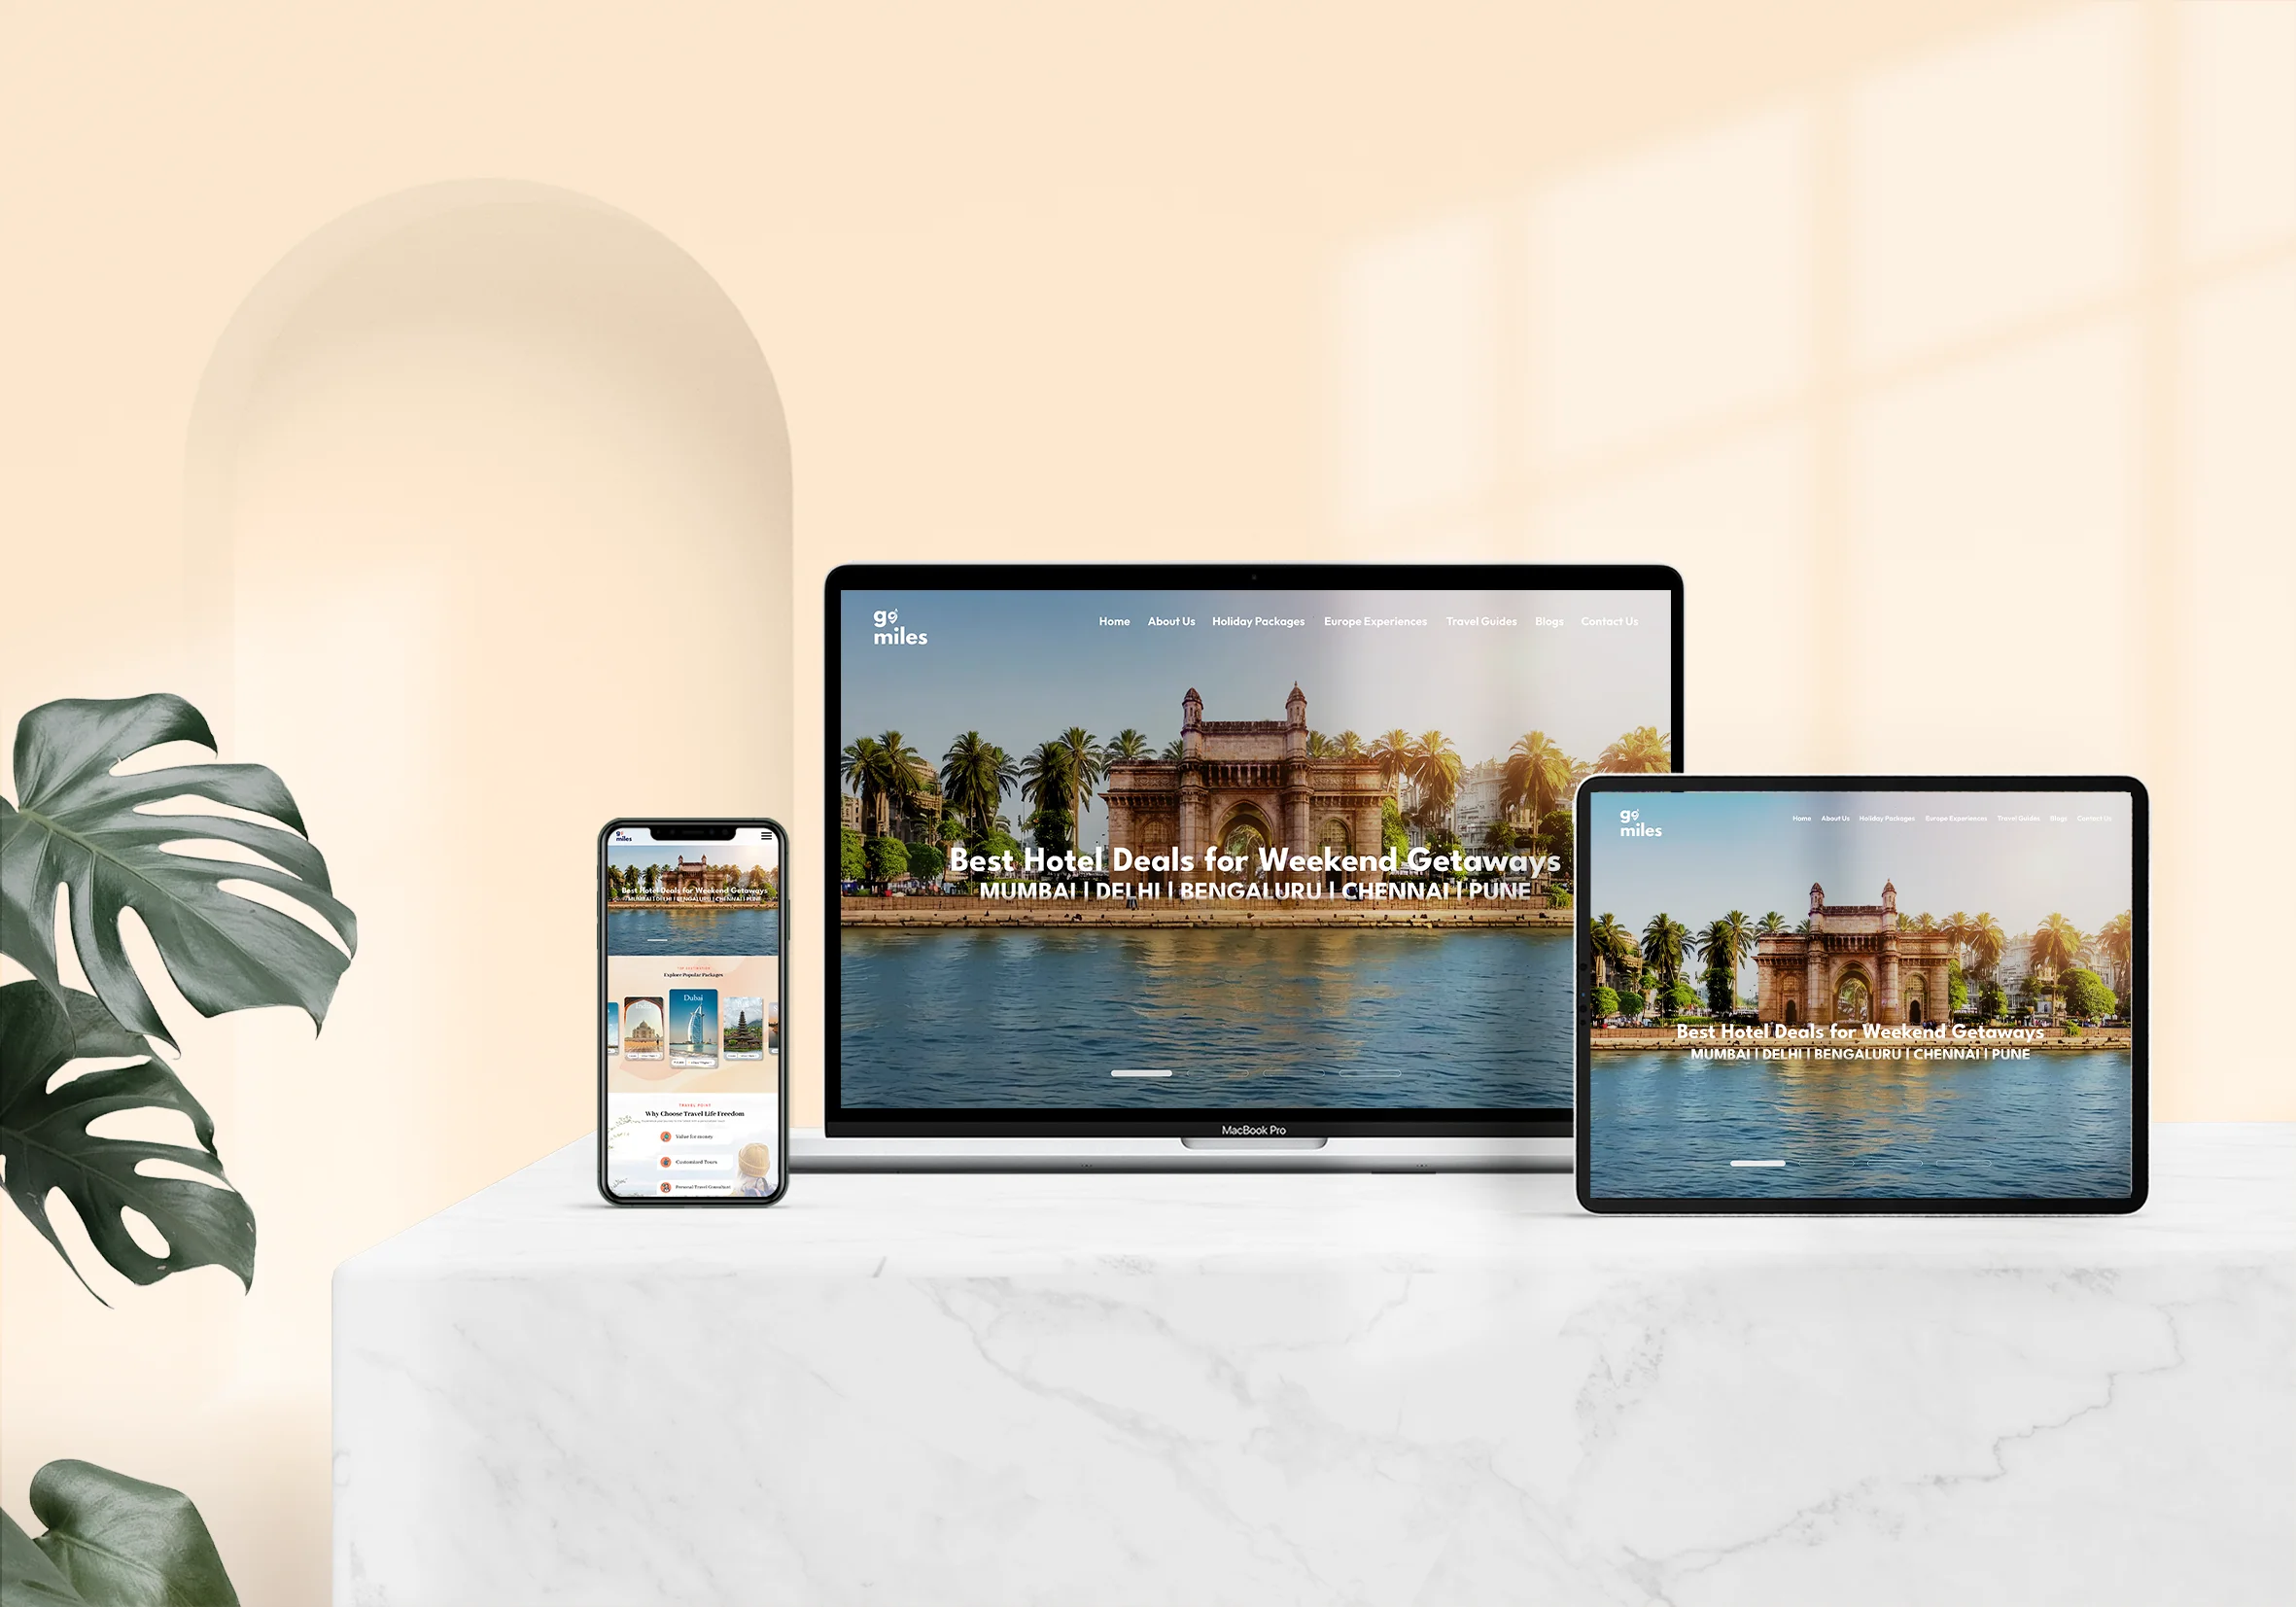 go
miles
Home About Us Holiday Packages Europe Experiences Travel Guides Blogs Contact Us
Best Hotel Deals for Weekend Getaways
MUMBAI | DELHI | BENGALURU | CHENNAI | PUNE
MacBook Pro
go
miles
Best Hotel Deals for Weekend Getaways
MUMBAI | DELHI | BENGALURU | CHENNAI | PUNE
Explore Popular Packages
Dubai
TRAVEL POINT
Why Choose Travel Life Freedom
Value for money
Customized Tours
Personal Travel Consultant
go
miles
Home About Us Holiday Packages Europe Experiences Travel Guides Blogs Contact Us
Best Hotel Deals for Weekend Getaways
MUMBAI | DELHI | BENGALURU | CHENNAI | PUNE